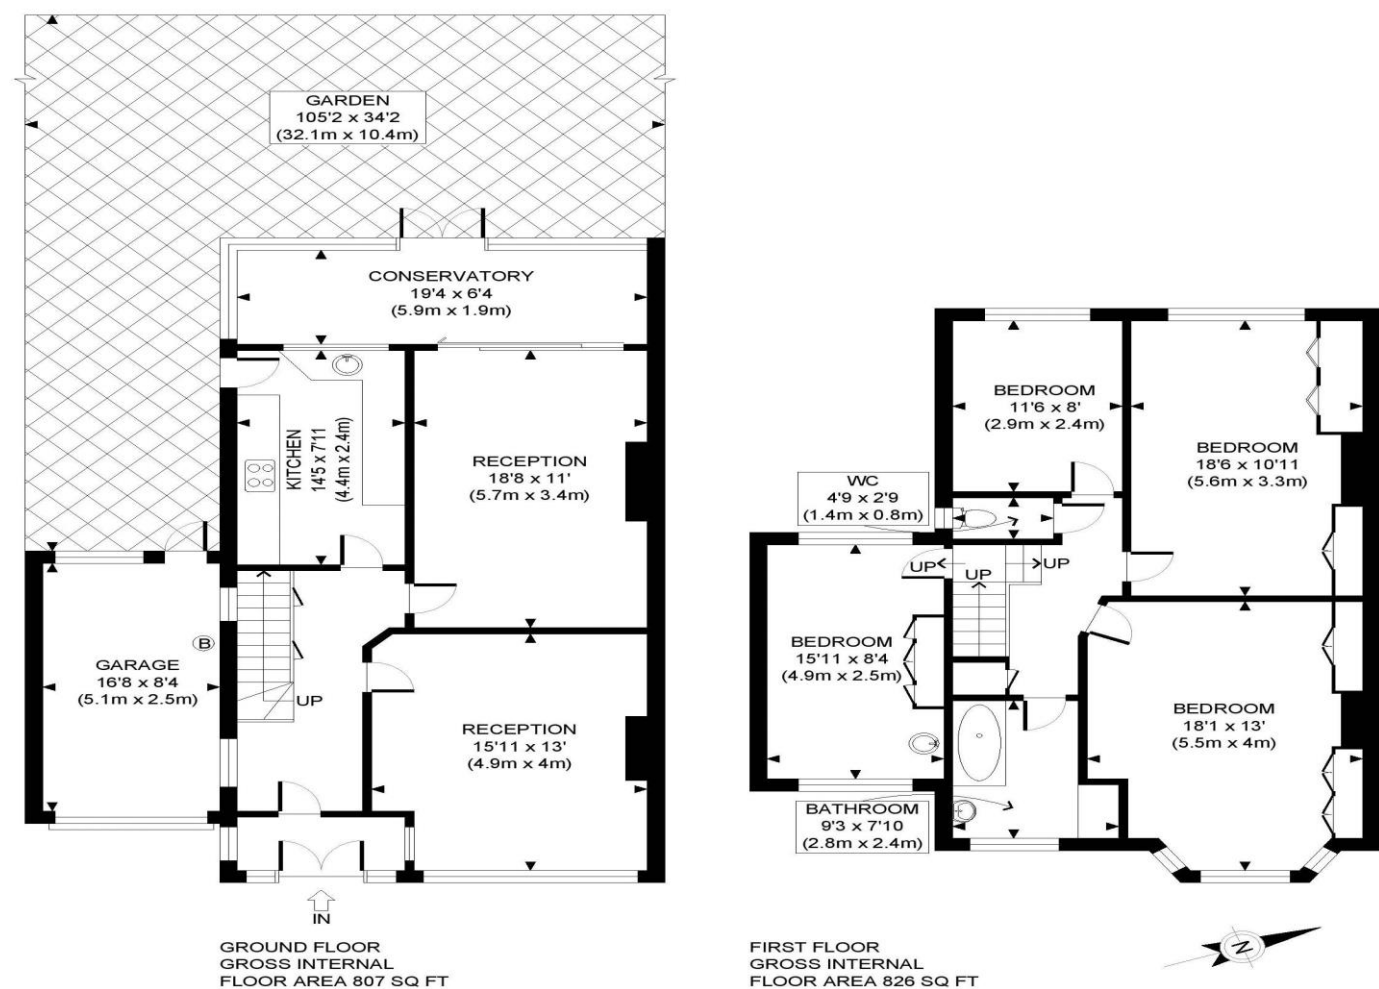 GARDEN
105'2 x 34'2
(32.1m x 10.4m)
CONSERVATORY
19'4 x 6'4
(5.9m x 1.9m)
KITCHEN
14'5 x 7'11
(4.4m x 2.4m)
RECEPTION
18'8 x 11'
(5.7m x 3.4m)
B
GARAGE
16'8 x 8'4
(5.1m x 2.5m)
UP
RECEPTION
15'11 x 13'
(4.9m x 4m)
IN
GROUND FLOOR
GROSS INTERNAL
FLOOR AREA 807 SQ FT
BEDROOM
11'6 x 8'
(2.9m x 2.4m)
BEDROOM
18'6 x 10'11
(5.6m x 3.3m)
WC
4'9 x 2'9
(1.4m x 0.8m)
UP
UP
UP
BEDROOM
15'11 x 8'4
(4.9m x 2.5m)
BEDROOM
18'1 x 13'
(5.5m x 4m)
BATHROOM
9'3 x 7'10
(2.8m x 2.4m)
N
FIRST FLOOR
GROSS INTERNAL
FLOOR AREA 826 SQ FT